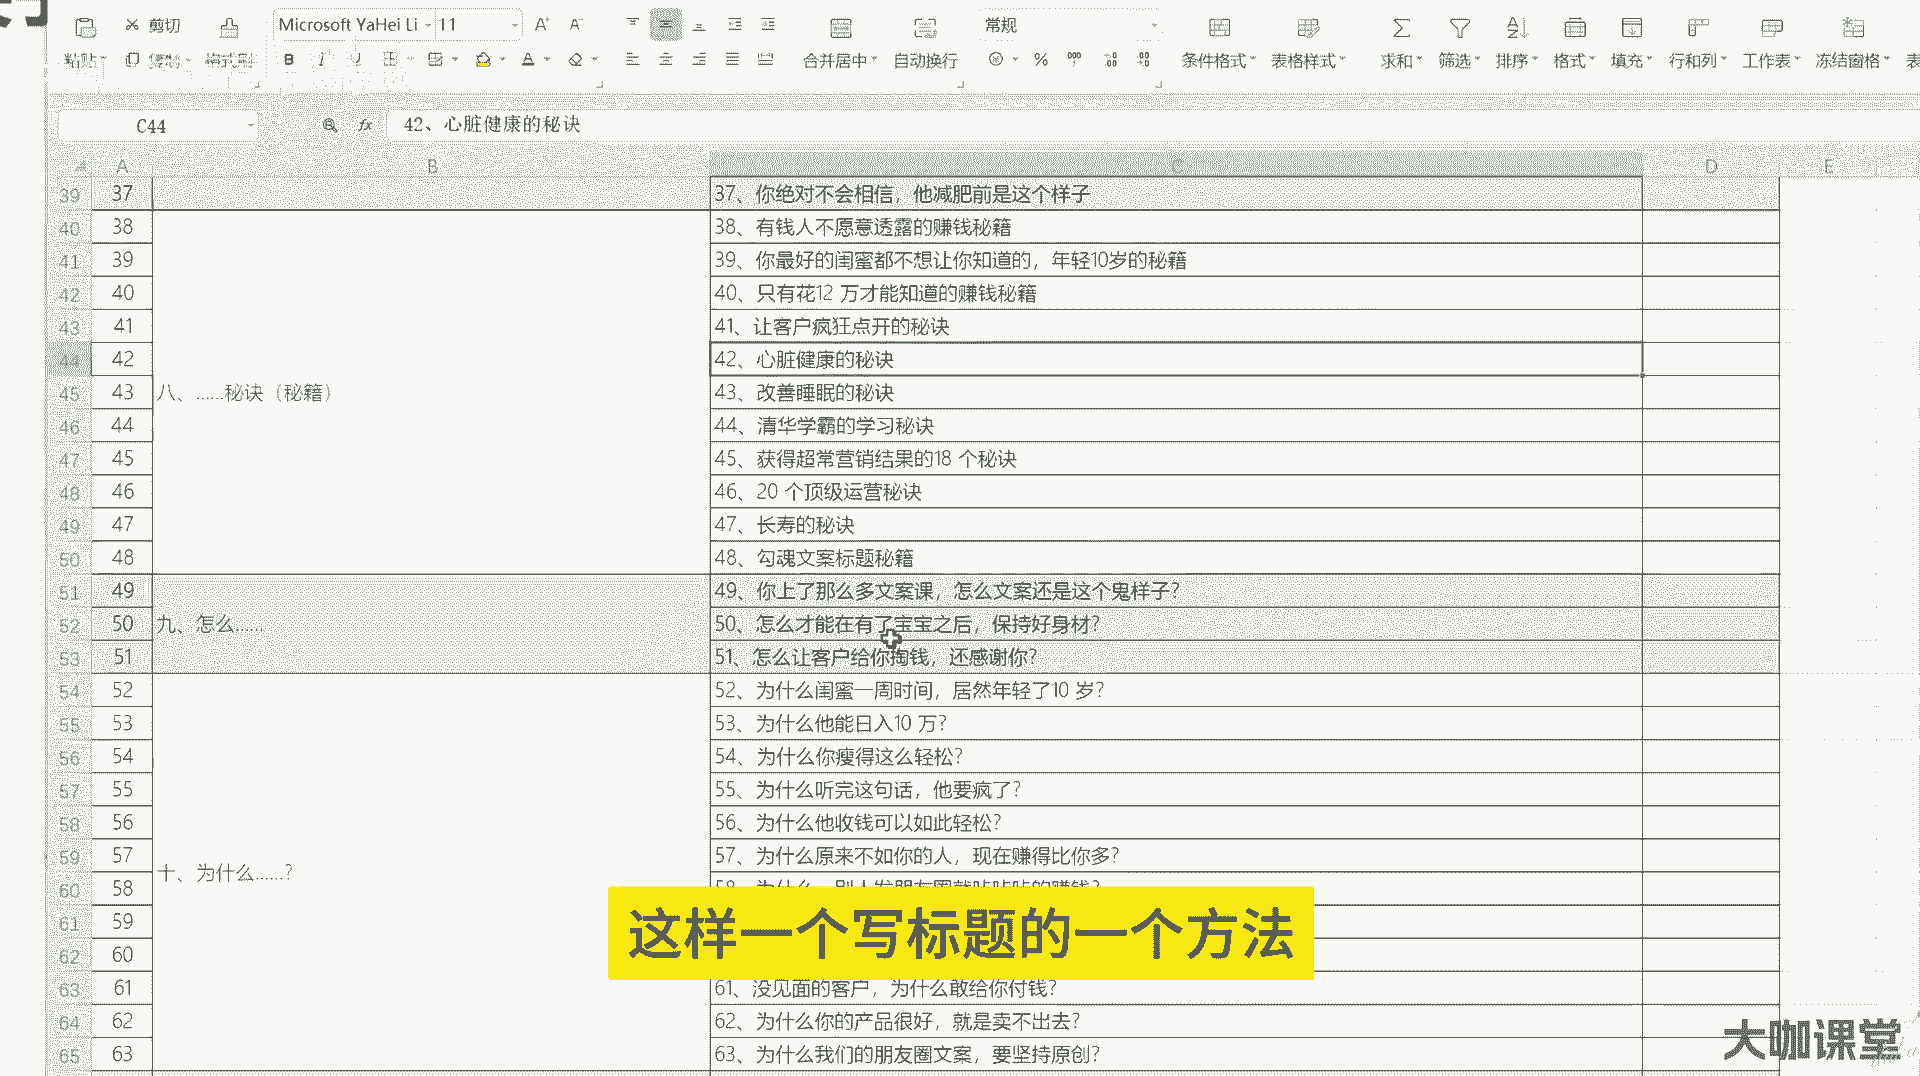 剪切 Microsoft YaHei Li 11 A⁺ A⁻ 常规
粘贴 复制 格式刷 B I U A 合并居中 自动换行 % 000 条件格式 表格样式 求和 筛选 排序 格式 填充 行和列 工作表 冻结窗格
C44 fx 42、心脏健康的秘诀
A B C D E
39 37 37、你绝对不会相信，他减肥前是这个样子
40 38 38、有钱人不愿意透露的赚钱秘籍
41 39 39、你最好的闺蜜都不想让你知道的，年轻10岁的秘籍
42 40 40、只有花12 万才能知道的赚钱秘籍
43 41 41、让客户疯狂点开的秘诀
44 42 42、心脏健康的秘诀
45 43 八、......秘诀（秘籍） 43、改善睡眠的秘诀
46 44 44、清华学霸的学习秘诀
47 45 45、获得超常营销结果的18 个秘诀
48 46 46、20 个顶级运营秘诀
49 47 47、长寿的秘诀
50 48 48、勾魂文案标题秘籍
51 49 49、你上了那么多文案课，怎么文案还是这个鬼样子？
52 50 九、怎么...... 50、怎么才能在有了宝宝之后，保持好身材？
53 51 51、怎么让客户给你掏钱，还感谢你？
54 52 52、为什么闺蜜一周时间，居然年轻了10 岁？
55 53 53、为什么他能日入10 万？
56 54 54、为什么你瘦得这么轻松？
57 55 55、为什么听完这句话，他要疯了？
58 56 56、为什么他收钱可以如此轻松？
59 57 57、为什么原来不如你的人，现在赚得比你多？
60 58 十、为什么......？
61 59
62 60
这样一个写标题的一个方法
63 61 61、没见面的客户，为什么敢给你付钱？
64 62 62、为什么你的产品很好，就是卖不出去？
65 63 63、为什么我们的朋友圈文案，要坚持原创？
大咖课堂